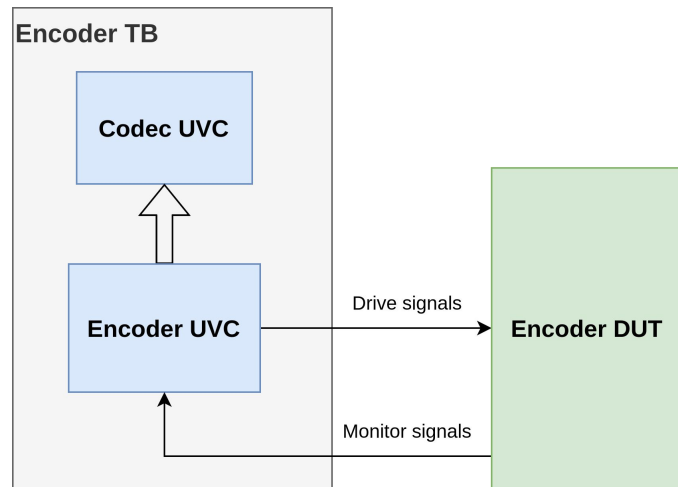 Encoder TB
Codec UVC
Drive signals
Encoder UVC
Encoder DUT
Monitor signals